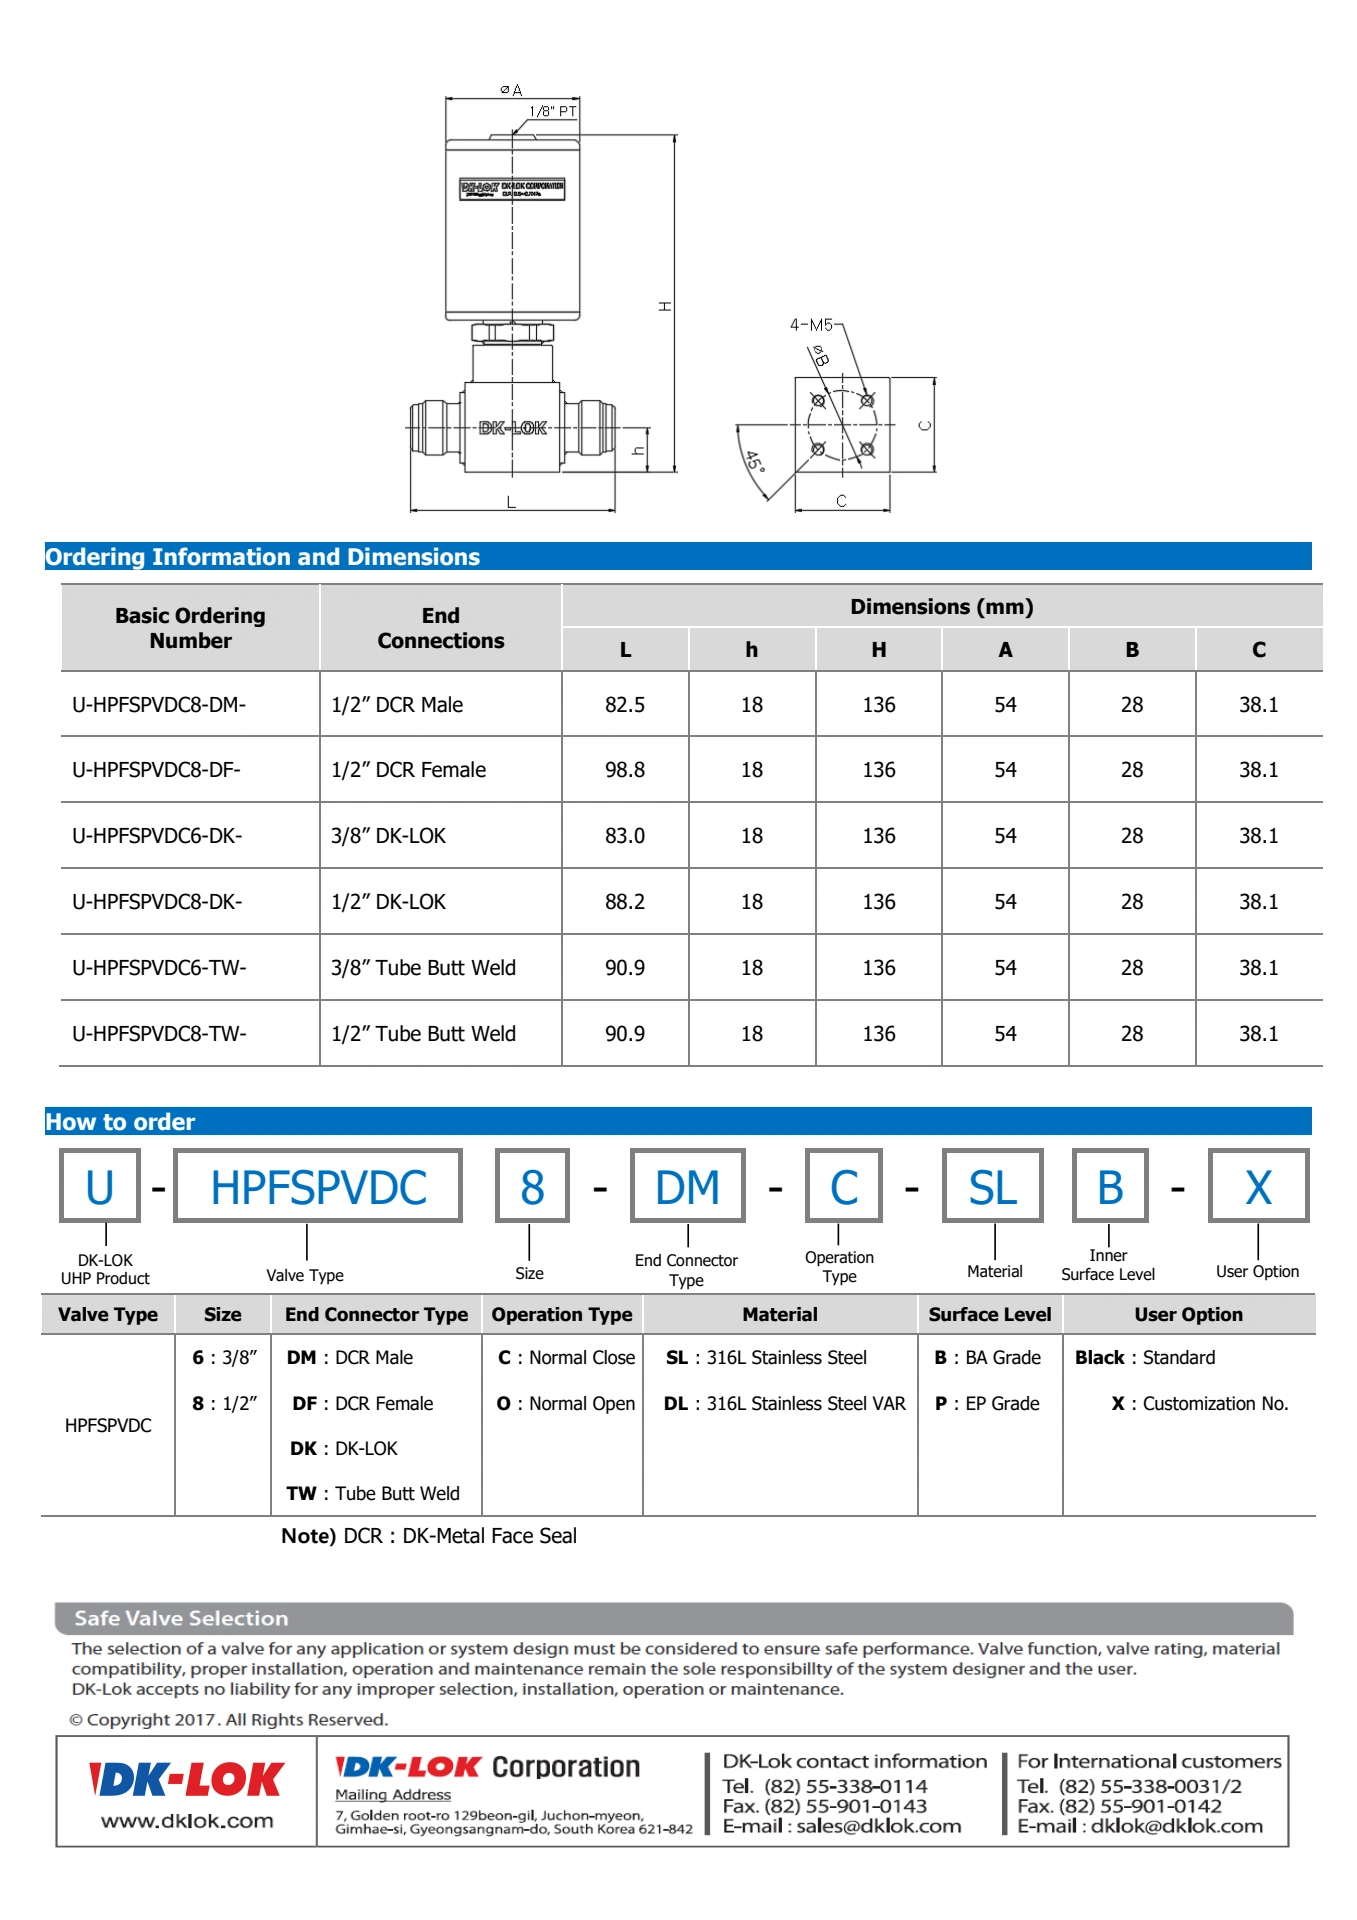 ⌀A
1/8" PT
DK-LOK DK-LOK CORPORATION
H
DK-LOK
h
L
4-M5
⌀B
C
45°
C
Ordering Information and Dimensions
Basic Ordering Number End Connections Dimensions (mm)
L h H A B C
U-HPFSPVDC8-DM- 1/2” DCR Male 82.5 18 136 54 28 38.1
U-HPFSPVDC8-DF- 1/2” DCR Female 98.8 18 136 54 28 38.1
U-HPFSPVDC6-DK- 3/8” DK-LOK 83.0 18 136 54 28 38.1
U-HPFSPVDC8-DK- 1/2” DK-LOK 88.2 18 136 54 28 38.1
U-HPFSPVDC6-TW- 3/8” Tube Butt Weld 90.9 18 136 54 28 38.1
U-HPFSPVDC8-TW- 1/2” Tube Butt Weld 90.9 18 136 54 28 38.1
How to order
U - HPFSPVDC 8 - DM - C - SL B - X
DK-LOK UHP Product Valve Type Size End Connector Type Operation Type Material Inner Surface Level User Option
Valve Type Size End Connector Type Operation Type Material Surface Level User Option
6 : 3/8” DM : DCR Male C : Normal Close SL : 316L Stainless Steel B : BA Grade Black : Standard
8 : 1/2” DF : DCR Female O : Normal Open DL : 316L Stainless Steel VAR P : EP Grade X : Customization No.
HPFSPVDC
DK : DK-LOK
TW : Tube Butt Weld
Note) DCR : DK-Metal Face Seal
Safe Valve Selection
The selection of a valve for any application or system design must be considered to ensure safe performance. Valve function, valve rating, material
compatibility, proper installation, operation and maintenance remain the sole responsibillty of the system designer and the user.
DK-Lok accepts no liability for any improper selection, installation, operation or maintenance.
© Copyright 2017. All Rights Reserved.
DK-LOK
www.dklok.com
DK-LOK Corporation
Mailing Address
7, Golden root-ro 129beon-gil, Juchon-myeon,
Gimhae-si, Gyeongsangnam-do, South Korea 621-842
DK-Lok contact information
Tel. (82) 55-338-0114
Fax. (82) 55-901-0143
E-mail : sales@dklok.com
For International customers
Tel. (82) 55-338-0031/2
Fax. (82) 55-901-0142
E-mail : dklok@dklok.com